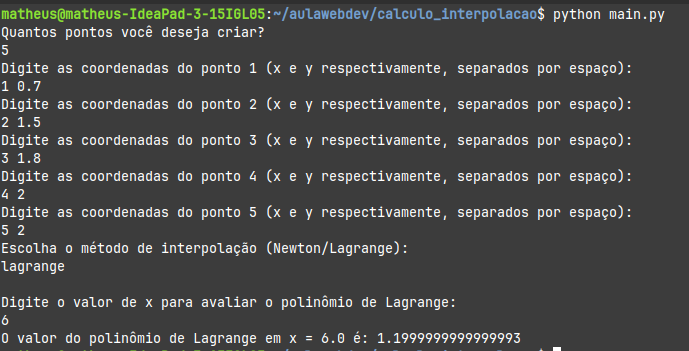 matheus@matheus-IdeaPad-3-15IGL05:~/aulawebdev/calculo_interpolacao$ python main.py
Quantos pontos você deseja criar?
5
Digite as coordenadas do ponto 1 (x e y respectivamente, separados por espaço):
1 0.7
Digite as coordenadas do ponto 2 (x e y respectivamente, separados por espaço):
2 1.5
Digite as coordenadas do ponto 3 (x e y respectivamente, separados por espaço):
3 1.8
Digite as coordenadas do ponto 4 (x e y respectivamente, separados por espaço):
4 2
Digite as coordenadas do ponto 5 (x e y respectivamente, separados por espaço):
5 2
Escolha o método de interpolação (Newton/Lagrange):
lagrange
Digite o valor de x para avaliar o polinômio de Lagrange:
6
O valor do polinômio de Lagrange em x = 6.0 é: 1.1999999999999993